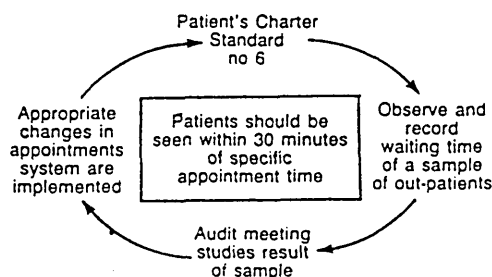 Patient's Charter
Standard
no 6
Observe and
record
waiting time
of a sample
of out-patients
Audit meeting
studies result
of sample
Appropriate
changes in
appointments
system are
implemented
Patients should be
seen within 30 minutes
of specific
appointment time